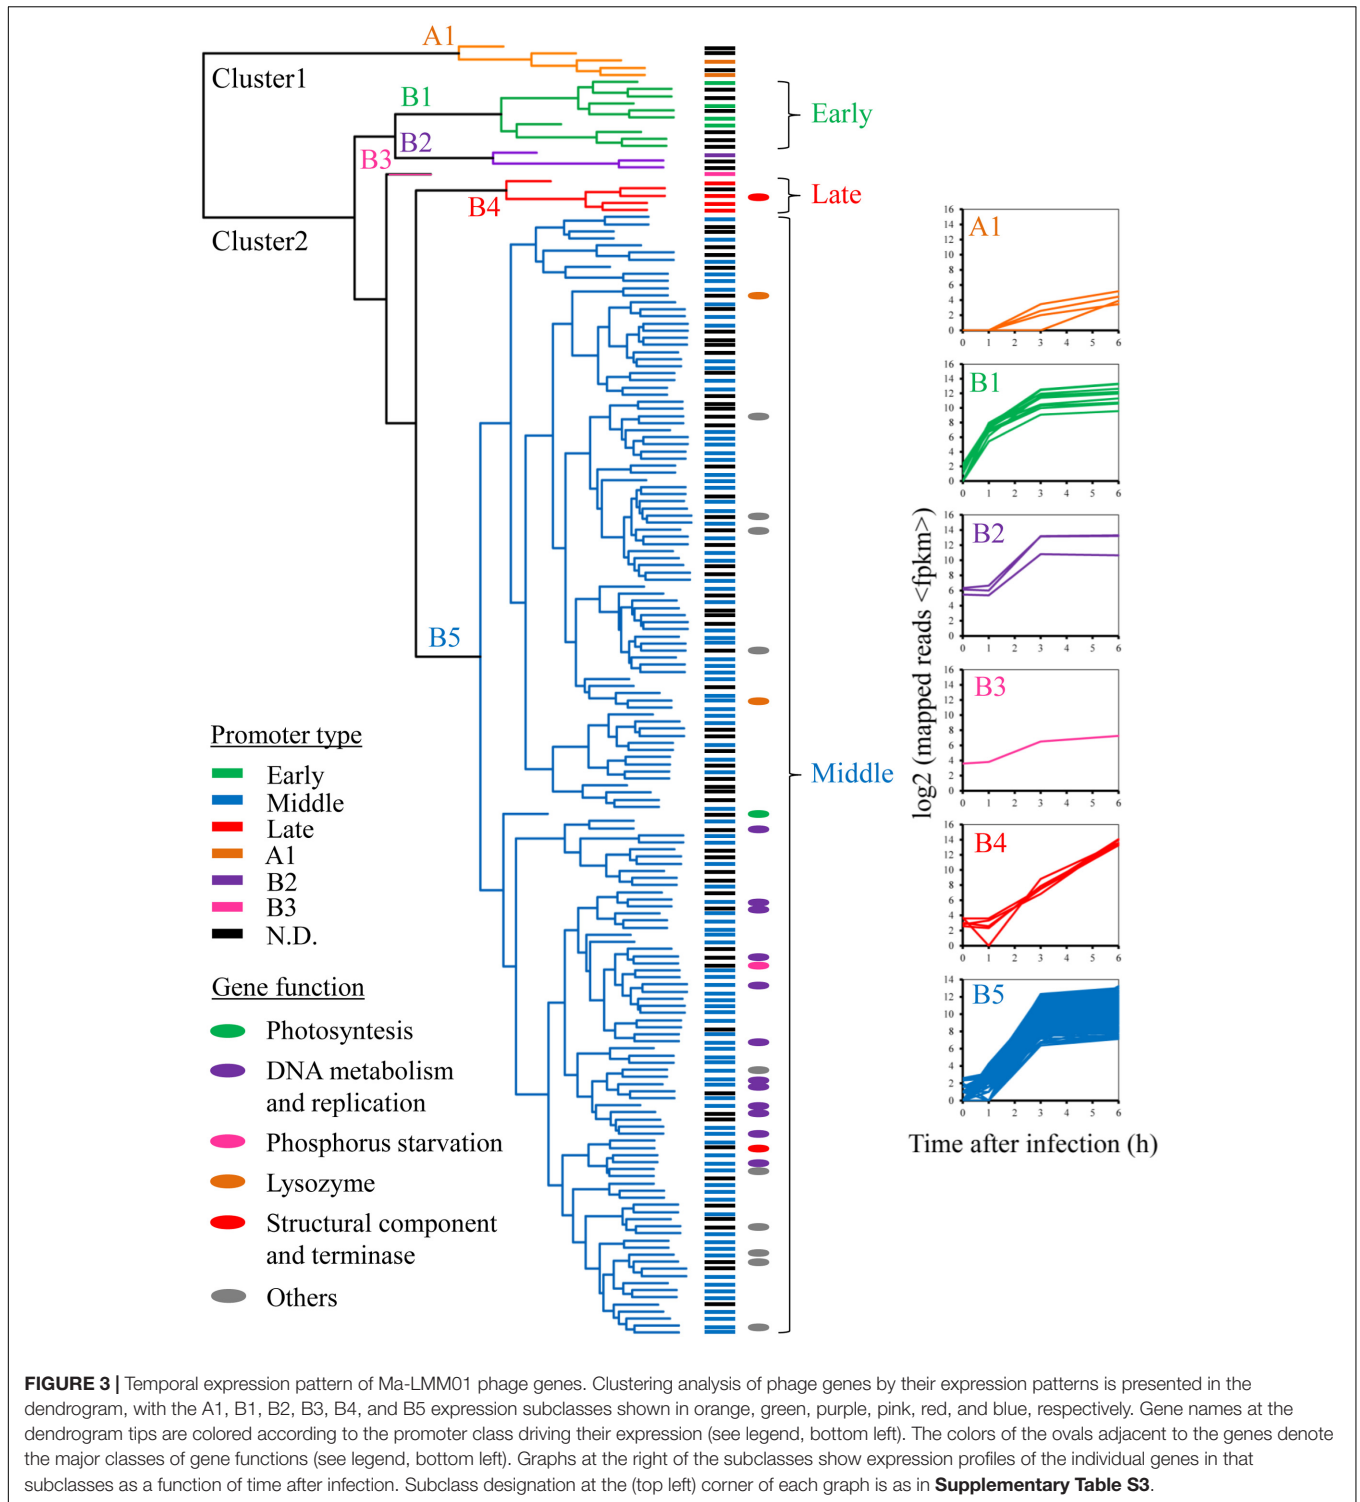 A1
Cluster1
B1
Early
B2
B3
B4
Late
Cluster2
B5
Middle
Promoter type
Early
Middle
Late
A1
B2
B3
N.D.
Gene function
Photosyntesis
DNA metabolism
and replication
Phosphorus starvation
Lysozyme
Structural component
and terminase
Others
log2 (mapped reads <fpkm>)
A1
16
14
12
10
8
6
4
2
0
0 1 2 3 4 5 6
B1
16
14
12
10
8
6
4
2
0
0 1 2 3 4 5 6
B2
16
14
12
10
8
6
4
2
0
0 1 2 3 4 5 6
B3
16
14
12
10
8
6
4
2
0
0 1 2 3 4 5 6
B4
16
14
12
10
8
6
4
2
0
0 1 2 3 4 5 6
B5
14
12
10
8
6
4
2
0
0 1 2 3 4 5 6
Time after infection (h)
FIGURE 3 | Temporal expression pattern of Ma-LMM01 phage genes. Clustering analysis of phage genes by their expression patterns is presented in the
dendrogram, with the A1, B1, B2, B3, B4, and B5 expression subclasses shown in orange, green, purple, pink, red, and blue, respectively. Gene names at the
dendrogram tips are colored according to the promoter class driving their expression (see legend, bottom left). The colors of the ovals adjacent to the genes denote
the major classes of gene functions (see legend, bottom left). Graphs at the right of the subclasses show expression profiles of the individual genes in that
subclasses as a function of time after infection. Subclass designation at the (top left) corner of each graph is as in Supplementary Table S3.